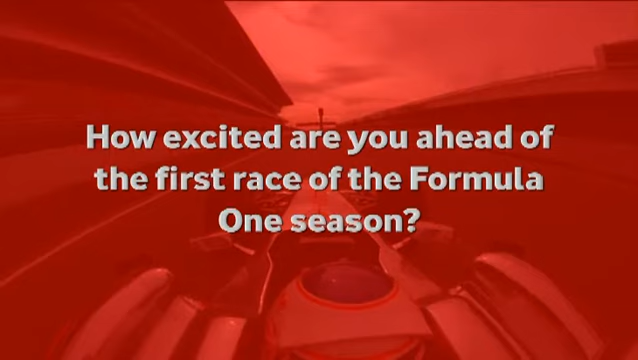 How excited are you ahead of
the first race of the Formula
One season?